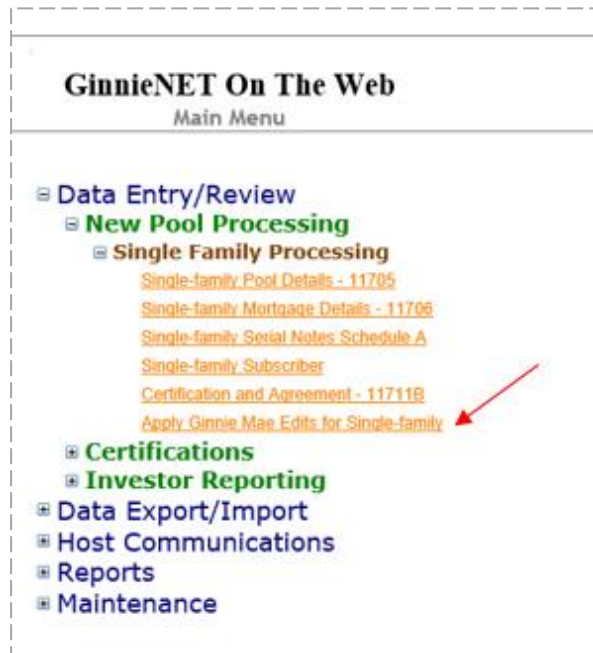 GinnieNET On The Web
Main Menu
Data Entry/Review
New Pool Processing
Single Family Processing
Single-family Pool Details - 11705
Single-family Mortgage Details - 11706
Single-family Serial Notes Schedule A
Single-family Subscriber
Certification and Agreement - 11711B
Apply Ginnie Mae Edits for Single-family
Certifications
Investor Reporting
Data Export/Import
Host Communications
Reports
Maintenance